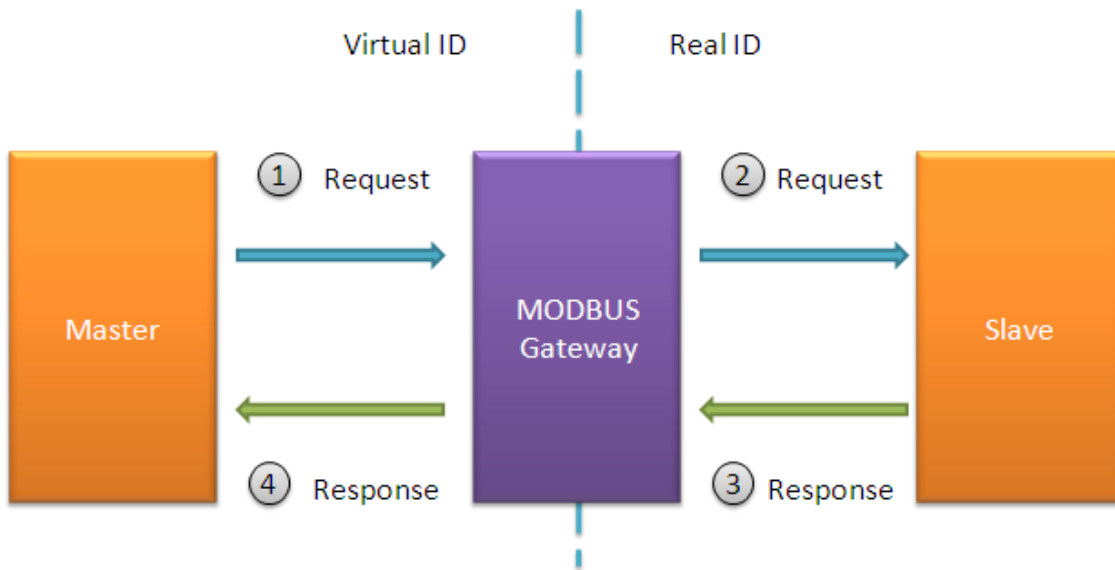 Virtual ID
Real ID
1 Request
2 Request
Master
MODBUS
Gateway
Slave
4 Response
3 Response